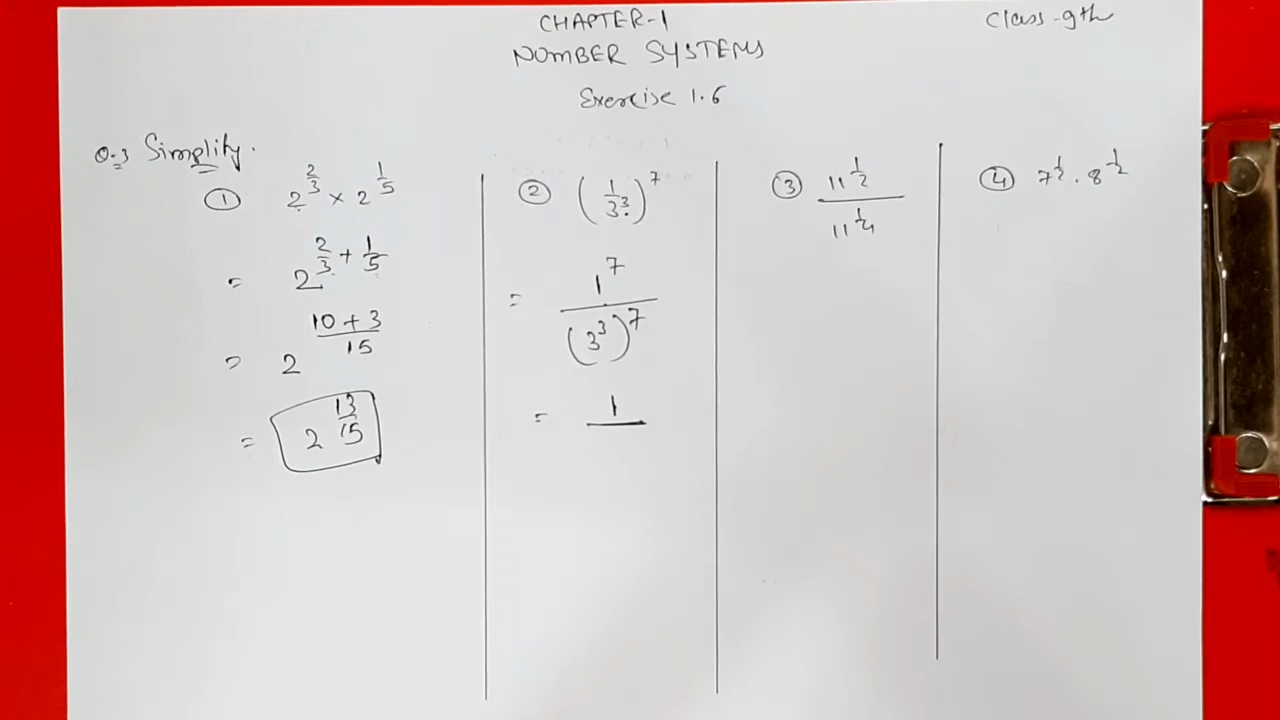 CHAPTER-1
Class-9th
NUMBER SYSTEMS
Exercise 1.6
Q.3 Simplify.
① 2^(2/3) × 2^(1/5)
= 2^(2/3 + 1/5)
= 2^((10+3)/15)
= 2^(13/15)
② (1/3^3)^7
= 1^7/(3^3)^7
= 1
③ 11^(1/2)/11^(1/4)
④ 7^(1/2) . 8^(1/2)